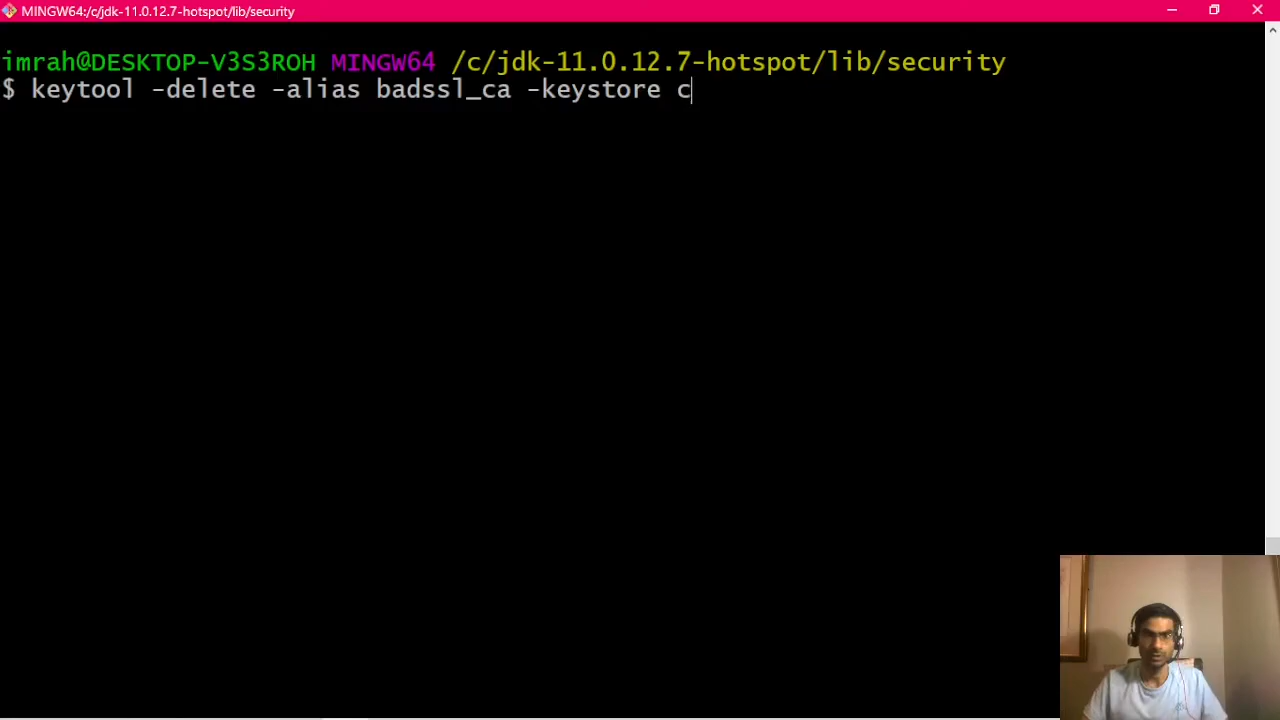 MINGW64:/c/jdk-11.0.12.7-hotspot/lib/security
imrah@DESKTOP-V3S3ROH MINGW64 /c/jdk-11.0.12.7-hotspot/lib/security
$ keytool -delete -alias badssl_ca -keystore c